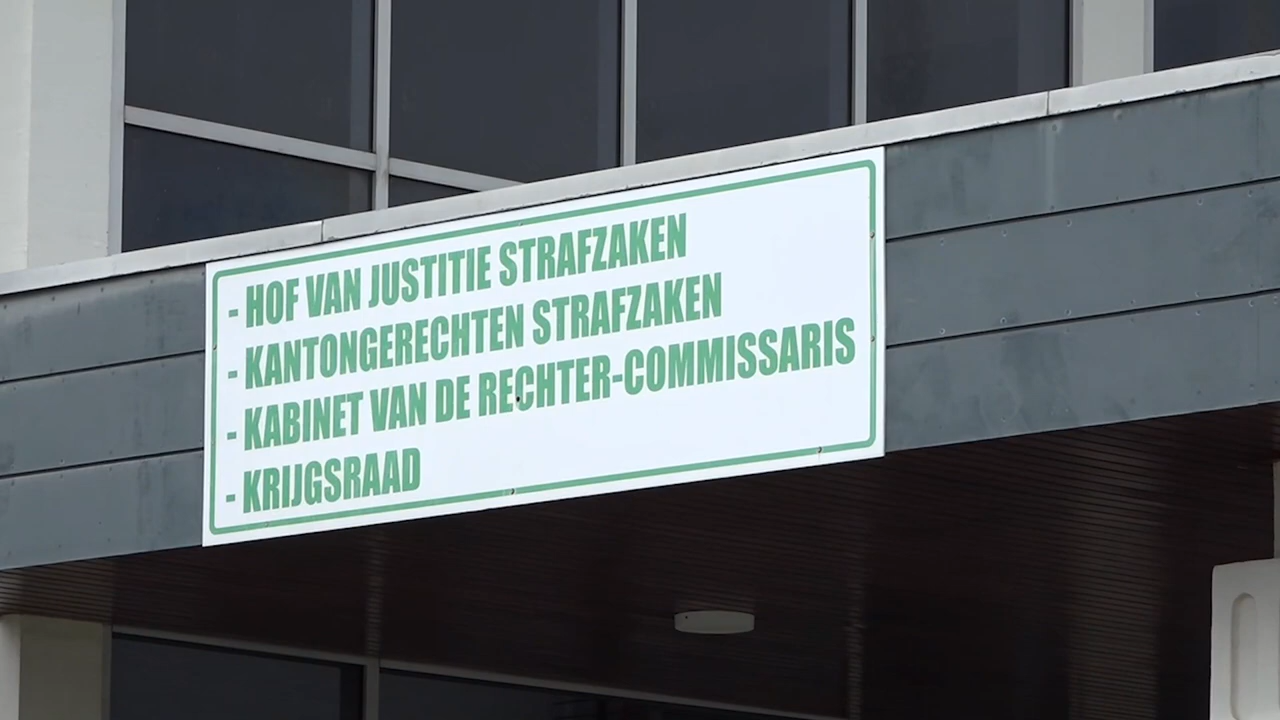 - HOF VAN JUSTITIE STRAFZAKEN
- KANTONGERECHTEN STRAFZAKEN
- KABINET VAN DE RECHTER-COMMISSARIS
- KRIJGSRAAD